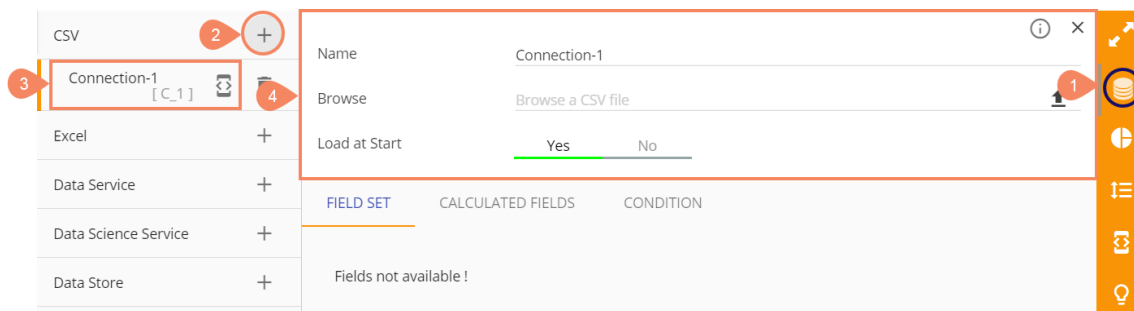 CSV
2
3
Connection-1
[ C_1 ]
Excel
Data Service
Data Science Service
Data Store
4
Name
Connection-1
Browse
Browse a CSV file
Load at Start
Yes
No
FIELD SET
CALCULATED FIELDS
CONDITION
Fields not available !
1